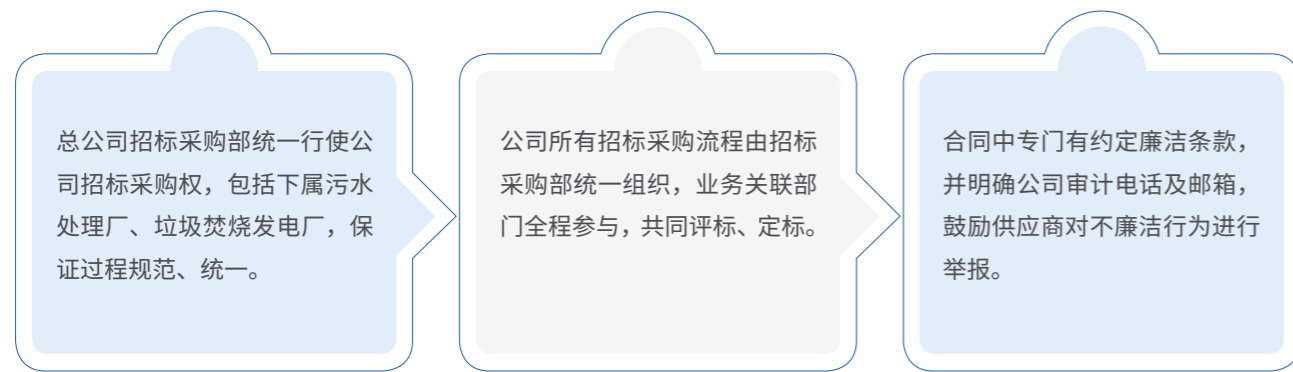 总公司招标采购部统一行使公
司招标采购权，包括下属污水
处理厂、垃圾焚烧发电厂，保
证过程规范、统一。
公司所有招标采购流程由招标
采购部统一组织，业务关联部
门全程参与，共同评标、定标。
合同中专门有约定廉洁条款，
并明确公司审计电话及邮箱，
鼓励供应商对不廉洁行为进行
举报。